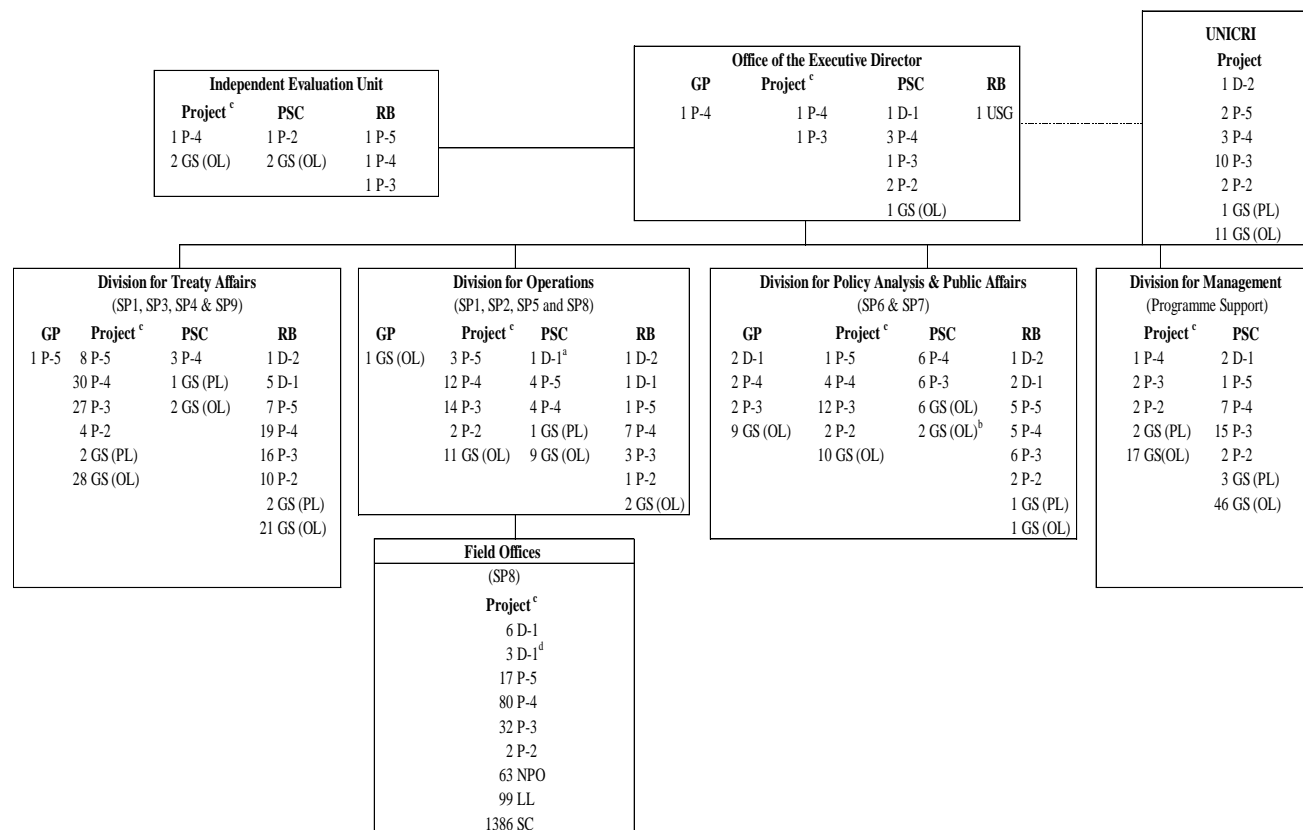 UNICRI
Project
1 D-2
2 P-5
3 P-4
10 P-3
2 P-2
1 GS (PL)
11 GS (OL)
Office of the Executive Director
GP Project c PSC RB
1 P-4 1 P-4 1 D-1 1 USG
1 P-3 3 P-4
1 P-3
2 P-2
1 GS (OL)
Independent Evaluation Unit
Project c PSC RB
1 P-4 1 P-2 1 P-5
2 GS (OL) 2 GS (OL) 1 P-4
1 P-3
Division for Treaty Affairs
(SP1, SP3, SP4 & SP9)
GP Project c PSC RB
1 P-5 8 P-5 3 P-4 1 D-2
30 P-4 1 GS (PL) 5 D-1
27 P-3 2 GS (OL) 7 P-5
4 P-2 19 P-4
2 GS (PL) 16 P-3
28 GS (OL) 10 P-2
2 GS (PL)
21 GS (OL)
Division for Operations
(SP1, SP2, SP5 and SP8)
GP Project c PSC RB
1 GS (OL) 3 P-5 1 D-1a 1 D-2
12 P-4 4 P-5 1 D-1
14 P-3 4 P-4 1 P-5
2 P-2 1 GS (PL) 7 P-4
11 GS (OL) 9 GS (OL) 3 P-3
1 P-2
2 GS (OL)
Division for Policy Analysis & Public Affairs
(SP6 & SP7)
GP Project c PSC RB
2 D-1 1 P-5 6 P-4 1 D-2
2 P-4 4 P-4 6 P-3 2 D-1
2 P-3 12 P-3 6 GS (OL) 5 P-5
9 GS (OL) 2 P-2 2 GS (OL)b 5 P-4
10 GS (OL) 6 P-3
2 P-2
1 GS (PL)
1 GS (OL)
Division for Management
(Programme Support)
Project c PSC
1 P-4 2 D-1
2 P-3 1 P-5
2 P-2 7 P-4
2 GS (PL) 15 P-3
17 GS(OL) 2 P-2
3 GS (PL)
46 GS (OL)
Field Offices
(SP8)
Project c
6 D-1
3 D-1d
17 P-5
80 P-4
32 P-3
2 P-2
63 NPO
99 LL
1386 SC